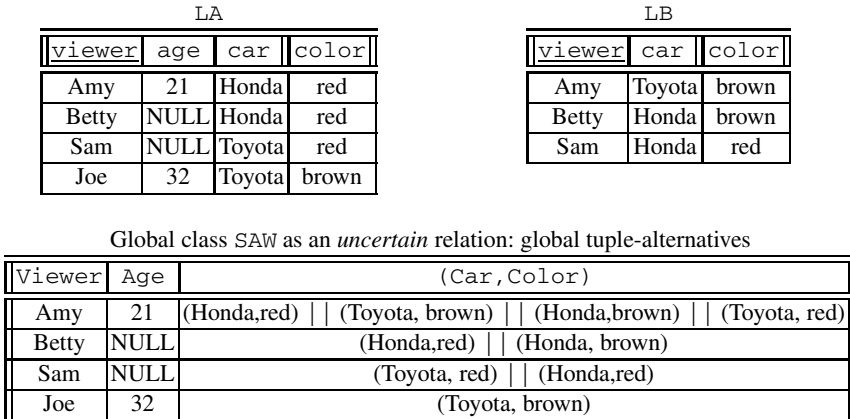 LA
viewer age car color
Amy 21 Honda red
Betty NULL Honda red
Sam NULL Toyota red
Joe 32 Toyota brown
LB
viewer car color
Amy Toyota brown
Betty Honda brown
Sam Honda red
Global class SAW as an uncertain relation: global tuple-alternatives
Viewer Age (Car,Color)
Amy 21 (Honda,red) || (Toyota, brown) || (Honda,brown) || (Toyota, red)
Betty NULL (Honda,red) || (Honda, brown)
Sam NULL (Toyota, red) || (Honda,red)
Joe 32 (Toyota, brown)